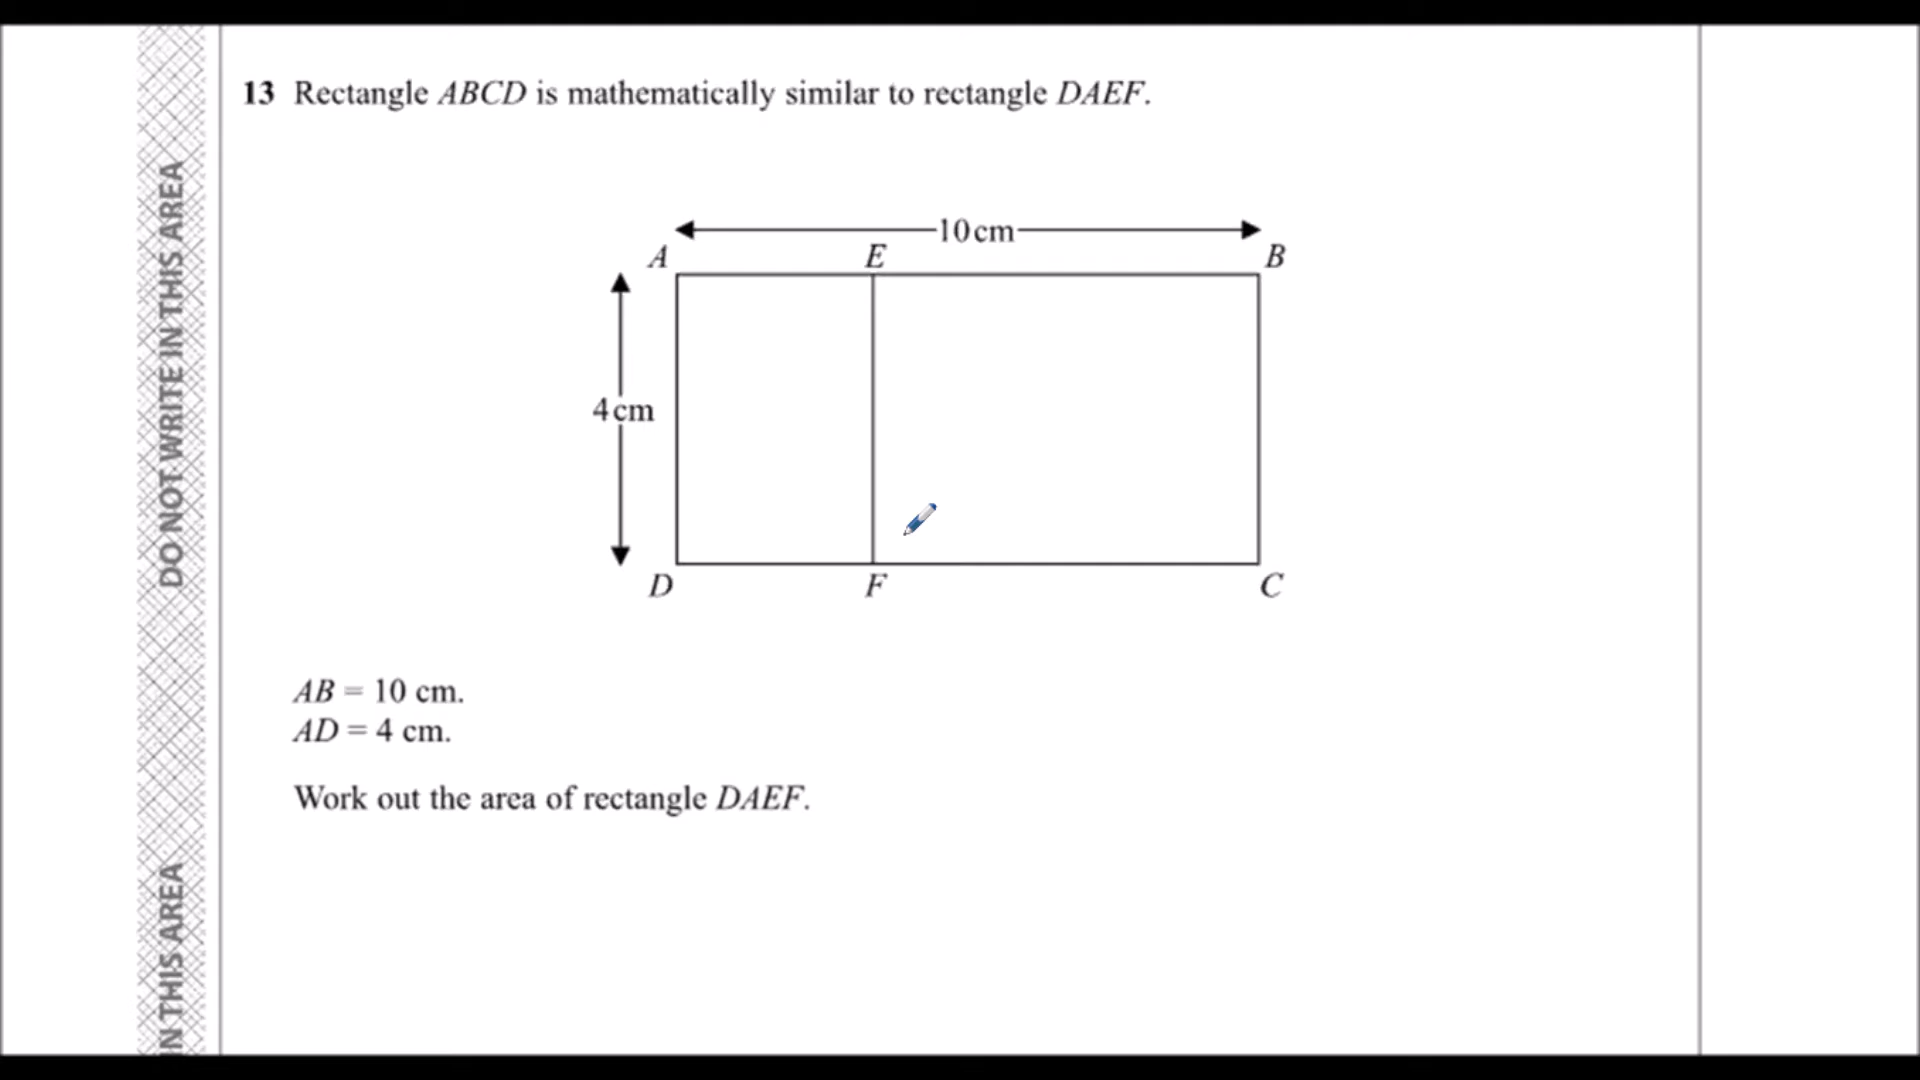 DO NOT WRITE IN THIS AREA
IN THIS AREA
13 Rectangle ABCD is mathematically similar to rectangle DAEF.
10 cm
A E B
4 cm
D F C
AB = 10 cm.
AD = 4 cm.
Work out the area of rectangle DAEF.